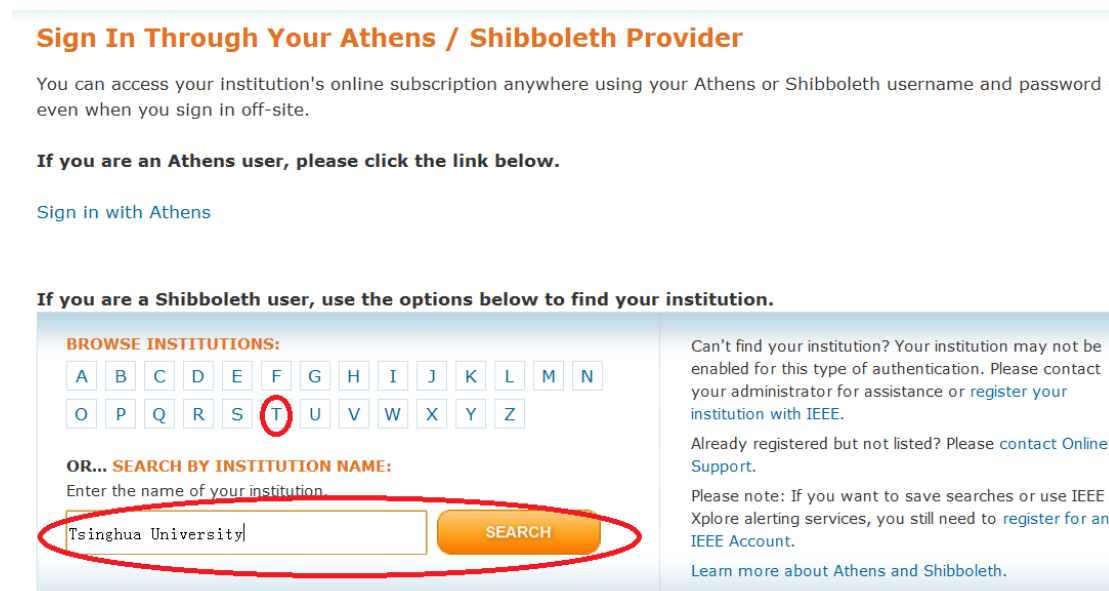 Sign In Through Your Athens / Shibboleth Provider
You can access your institution's online subscription anywhere using your Athens or Shibboleth username and password
even when you sign in off-site.
If you are an Athens user, please click the link below.
Sign in with Athens
If you are a Shibboleth user, use the options below to find your institution.
BROWSE INSTITUTIONS:
A B C D E F G H I J K L M N
O P Q R S T U V W X Y Z
OR... SEARCH BY INSTITUTION NAME:
Enter the name of your institution.
Tsinghua University
SEARCH
Can't find your institution? Your institution may not be
enabled for this type of authentication. Please contact
your administrator for assistance or register your
institution with IEEE.
Already registered but not listed? Please contact Online
Support.
Please note: If you want to save searches or use IEEE
Xplore alerting services, you still need to register for an
IEEE Account.
Learn more about Athens and Shibboleth.